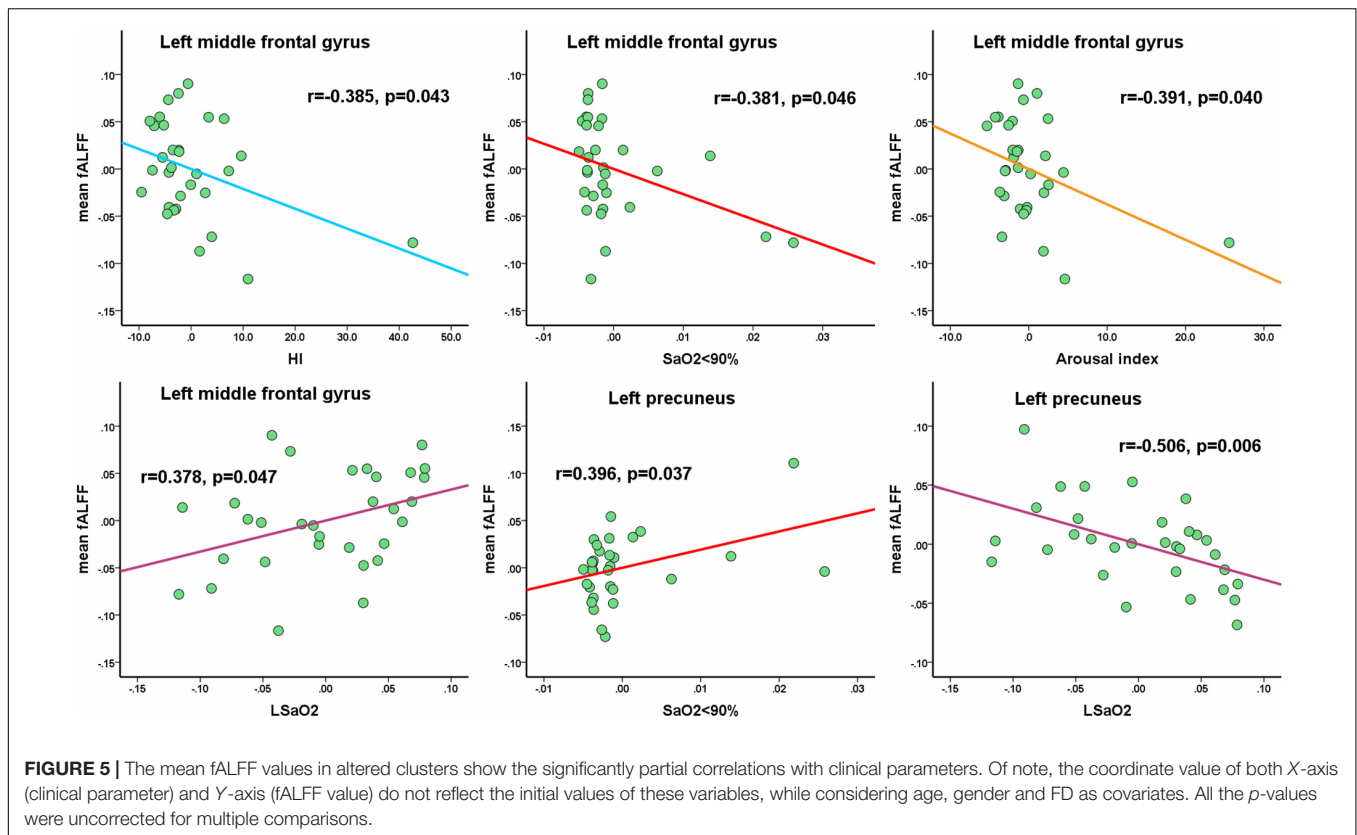 Left middle frontal gyrus
r=-0.385, p=0.043
mean fALFF
.10
.05
.00
-.05
-.10
-.15
-10.0 .0 10.0 20.0 30.0 40.0 50.0
HI
Left middle frontal gyrus
r=-0.381, p=0.046
mean fALFF
.10
.05
.00
-.05
-.10
-.15
-.01 .00 .01 .02 .03
SaO2<90%
Left middle frontal gyrus
r=-0.391, p=0.040
mean fALFF
.10
.05
.00
-.05
-.10
-.15
-10.0 .0 10.0 20.0 30.0
Arousal index
Left middle frontal gyrus
r=0.378, p=0.047
mean fALFF
.10
.05
.00
-.05
-.10
-.15
-.15 -.10 -.05 .00 .05 .10
LSaO2
Left precuneus
r=0.396, p=0.037
mean fALFF
.15
.10
.05
.00
-.05
-.10
-.01 .00 .01 .02 .03
SaO2<90%
Left precuneus
r=-0.506, p=0.006
mean fALFF
.10
.05
.00
-.05
-.10
-.15 -.10 -.05 .00 .05 .10
LSaO2
FIGURE 5 | The mean fALFF values in altered clusters show the significantly partial correlations with clinical parameters. Of note, the coordinate value of both X-axis
(clinical parameter) and Y-axis (fALFF value) do not reflect the initial values of these variables, while considering age, gender and FD as covariates. All the p-values
were uncorrected for multiple comparisons.